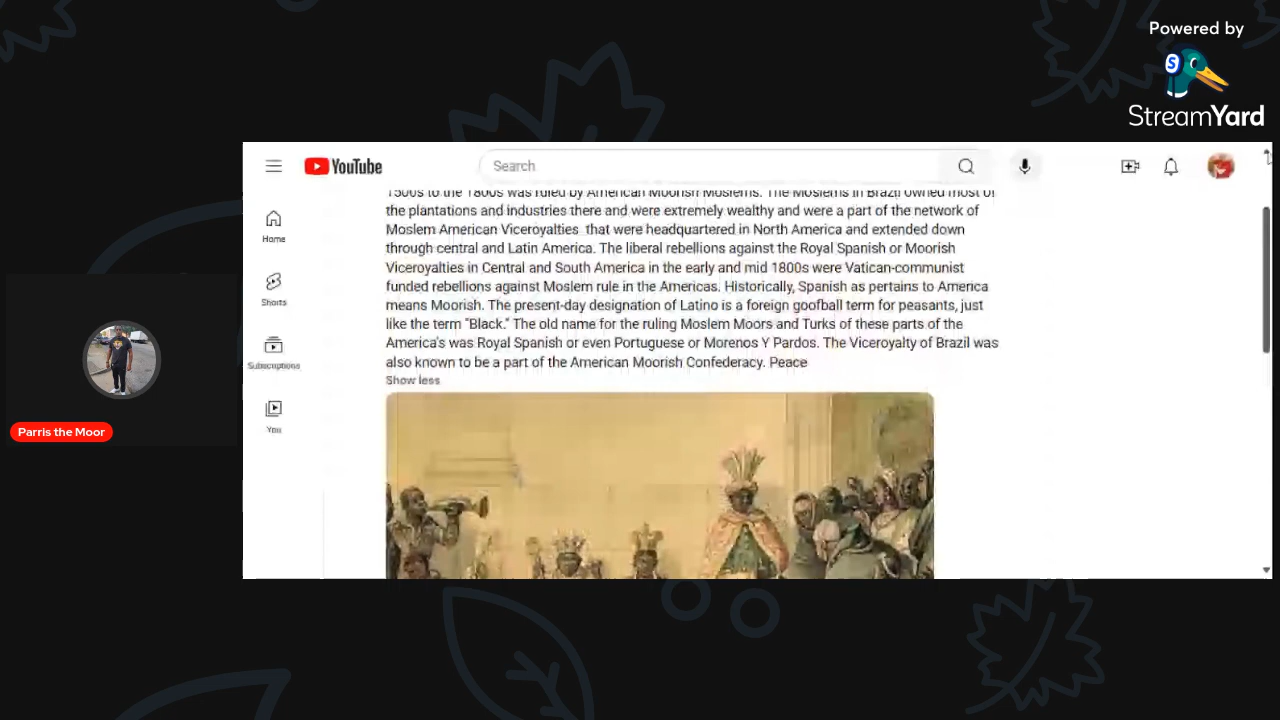 Powered by
StreamYard
YouTube
Search
1500s to the 1800s was ruled by American Moorish Moslems. The Moslems in Brazil owned most of
the plantations and industries there and were extremely wealthy and were a part of the network of
Moslem American Viceroyalties that were headquartered in North America and extended down
through central and Latin America. The liberal rebellions against the Royal Spanish or Moorish
Viceroyalties in Central and South America in the early and mid 1800s were Vatican-communist
funded rebellions against Moslem rule in the Americas. Historically, Spanish as pertains to America
means Moorish. The present-day designation of Latino is a foreign goofball term for peasants, just
like the term "Black." The old name for the ruling Moslem Moors and Turks of these parts of the
America's was Royal Spanish or even Portuguese or Morenos Y Pardos. The Viceroyalty of Brazil was
also known to be a part of the American Moorish Confederacy. Peace
Show less
Home
Shorts
Subscriptions
You
Parris the Moor